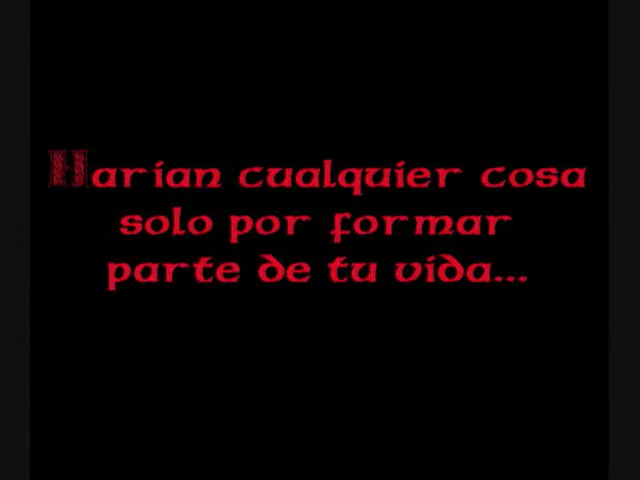 Harían cualquier cosa
solo por formar
parte de tu vida...